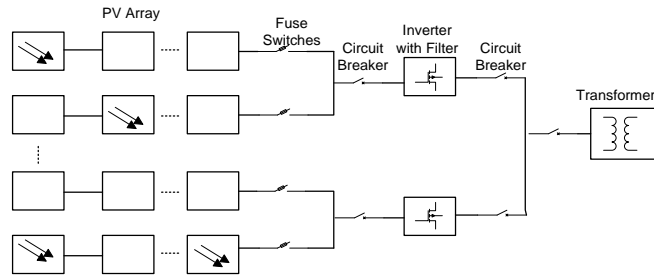 PV Array
Fuse
Switches
Circuit
Breaker
Inverter
with Filter
Circuit
Breaker
Transformer